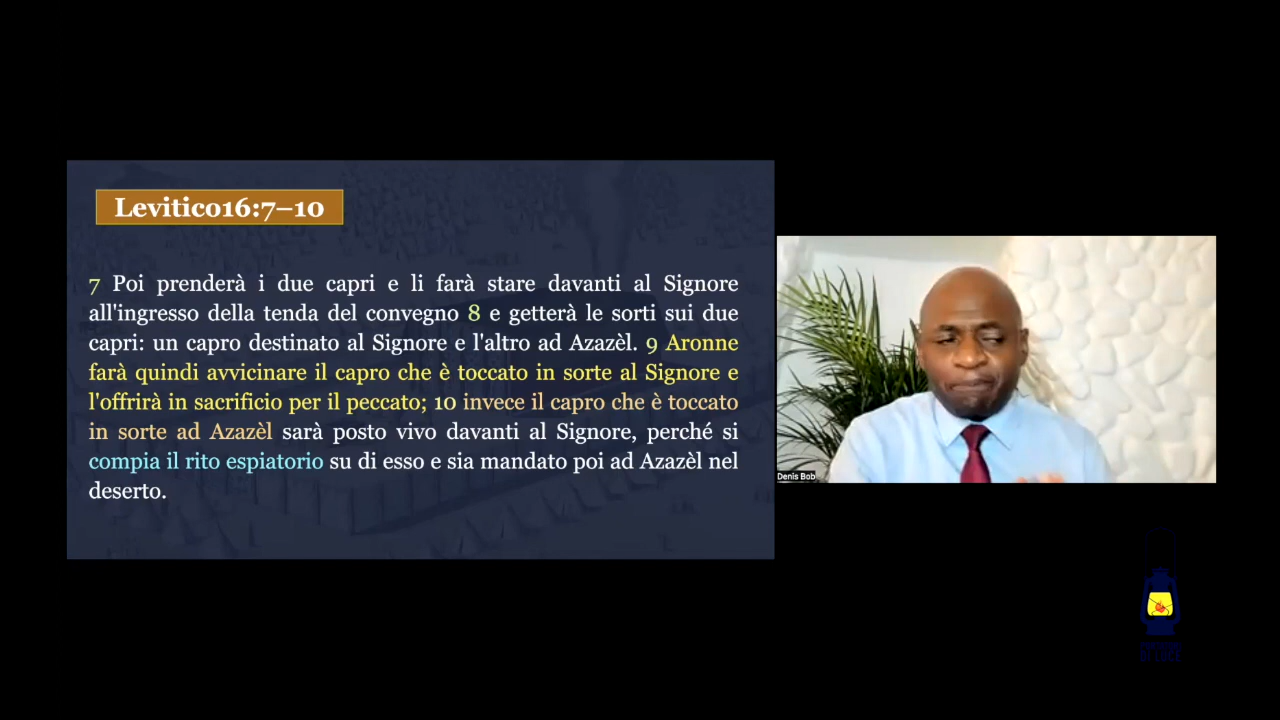 Levitico16:7–10
7 Poi prenderà i due capri e li farà stare davanti al Signore
all'ingresso della tenda del convegno 8 e getterà le sorti sui due
capri: un capro destinato al Signore e l'altro ad Azazèl. 9 Aronne
farà quindi avvicinare il capro che è toccato in sorte al Signore e
l'offrirà in sacrificio per il peccato; 10 invece il capro che è toccato
in sorte ad Azazèl sarà posto vivo davanti al Signore, perché si
compia il rito espiatorio su di esso e sia mandato poi ad Azazèl nel
deserto.
Denis Bob
DI LUCE